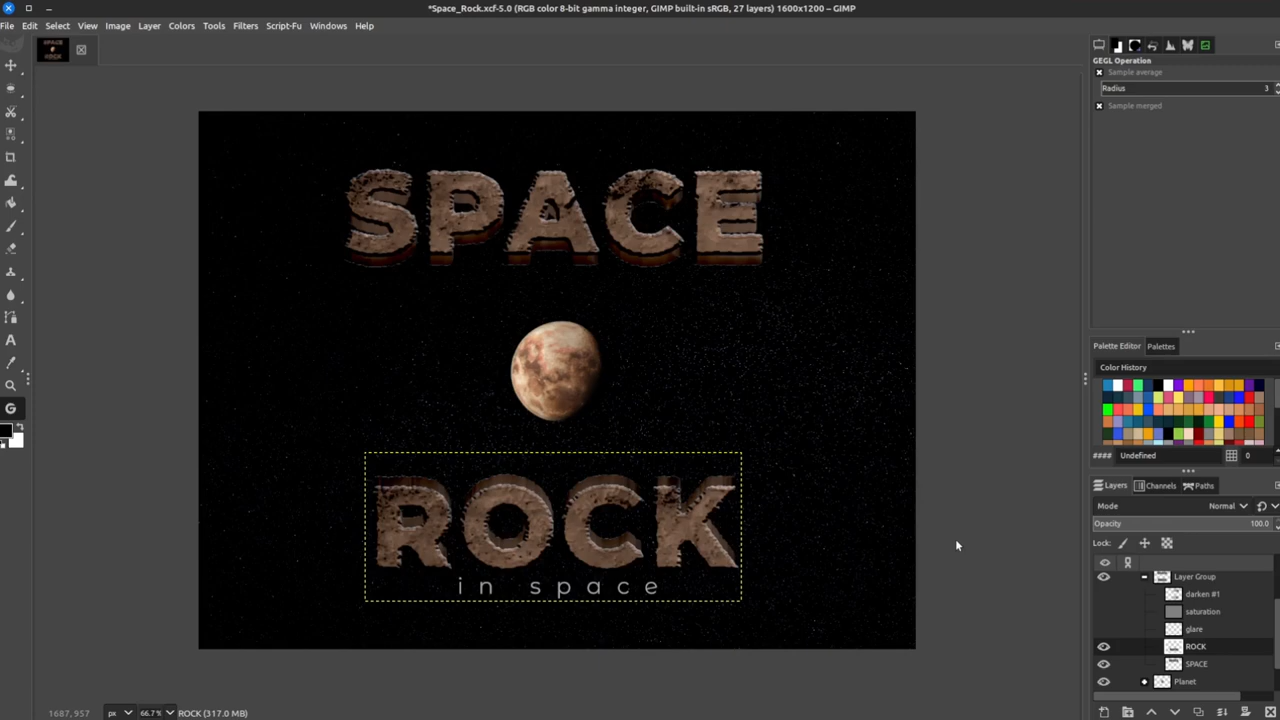 *Space_Rock.xcf-5.0 (RGB color 8-bit gamma integer, GIMP built-in sRGB, 27 layers) 1600x1200 – GIMP
File Edit Select View Image Layer Colors Tools Filters Script-Fu Windows Help
GEGL Operation
Sample average
Radius 3
Sample merged
SPACE
ROCK
in space
Palette Editor Palettes
Color History
#### Undefined 0
Layers Channels Paths
Mode Normal
Opacity 100.0
Lock:
Layer Group
darken #1
saturation
glare
ROCK
SPACE
Planet
1687, 957 px 66.7% ROCK (317.0 MB)